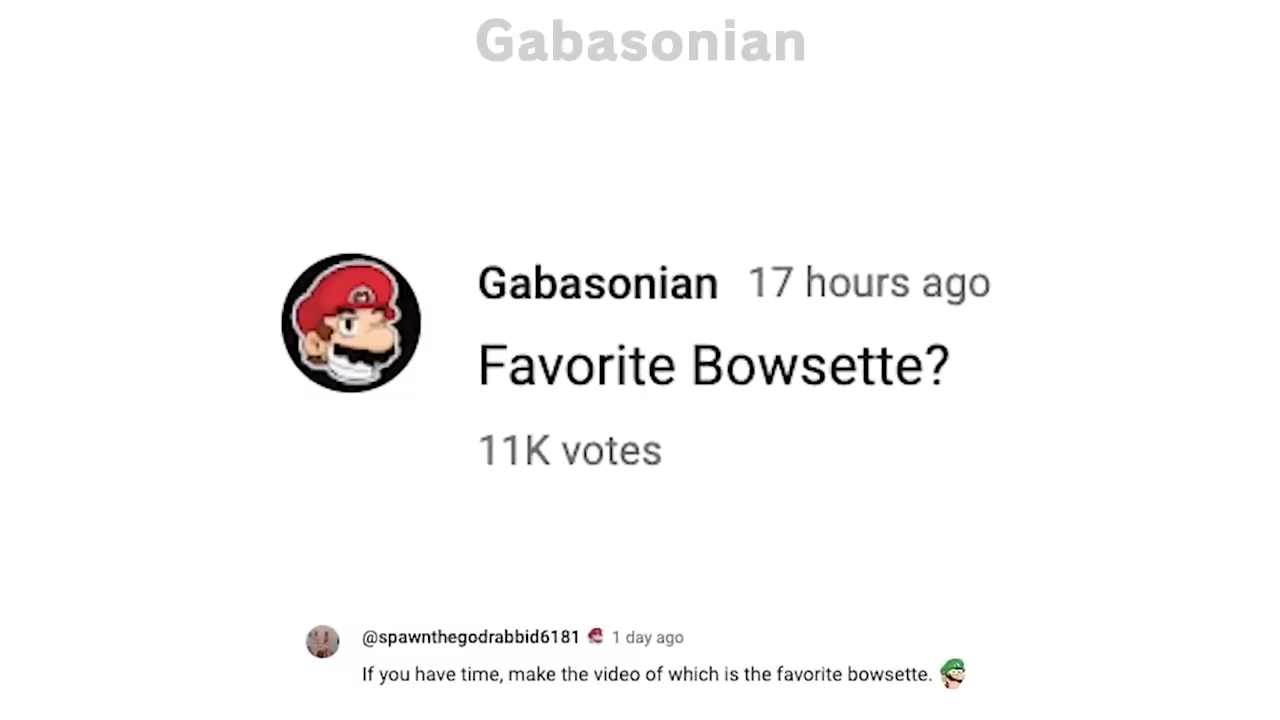 Gabasonian
Gabasonian 17 hours ago
Favorite Bowsette?
11K votes
@spawnthegodrabbid6181 1 day ago
If you have time, make the video of which is the favorite bowsette.